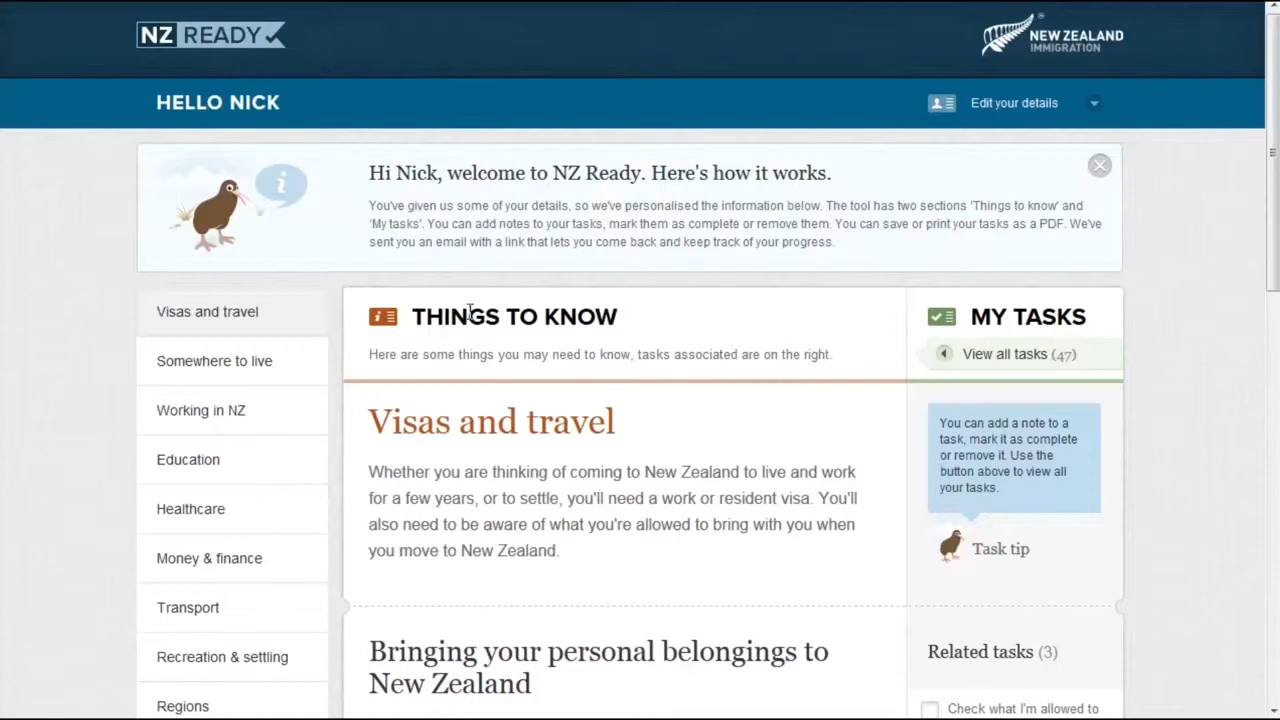 NZ READY
NEW ZEALAND
IMMIGRATION
HELLO NICK
Edit your details
Hi Nick, welcome to NZ Ready. Here's how it works.
You've given us some of your details, so we've personalised the information below. The tool has two sections 'Things to know' and
'My tasks'. You can add notes to your tasks, mark them as complete or remove them. You can save or print your tasks as a PDF. We've
sent you an email with a link that lets you come back and keep track of your progress.
Visas and travel
Somewhere to live
Working in NZ
Education
Healthcare
Money & finance
Transport
Recreation & settling
Regions
THINGS TO KNOW
Here are some things you may need to know, tasks associated are on the right.
Visas and travel
Whether you are thinking of coming to New Zealand to live and work
for a few years, or to settle, you'll need a work or resident visa. You'll
also need to be aware of what you're allowed to bring with you when
you move to New Zealand.
Bringing your personal belongings to
New Zealand
MY TASKS
View all tasks (47)
You can add a note to a
task, mark it as complete
or remove it. Use the
button above to view all
your tasks.
Task tip
Related tasks (3)
Check what I'm allowed to